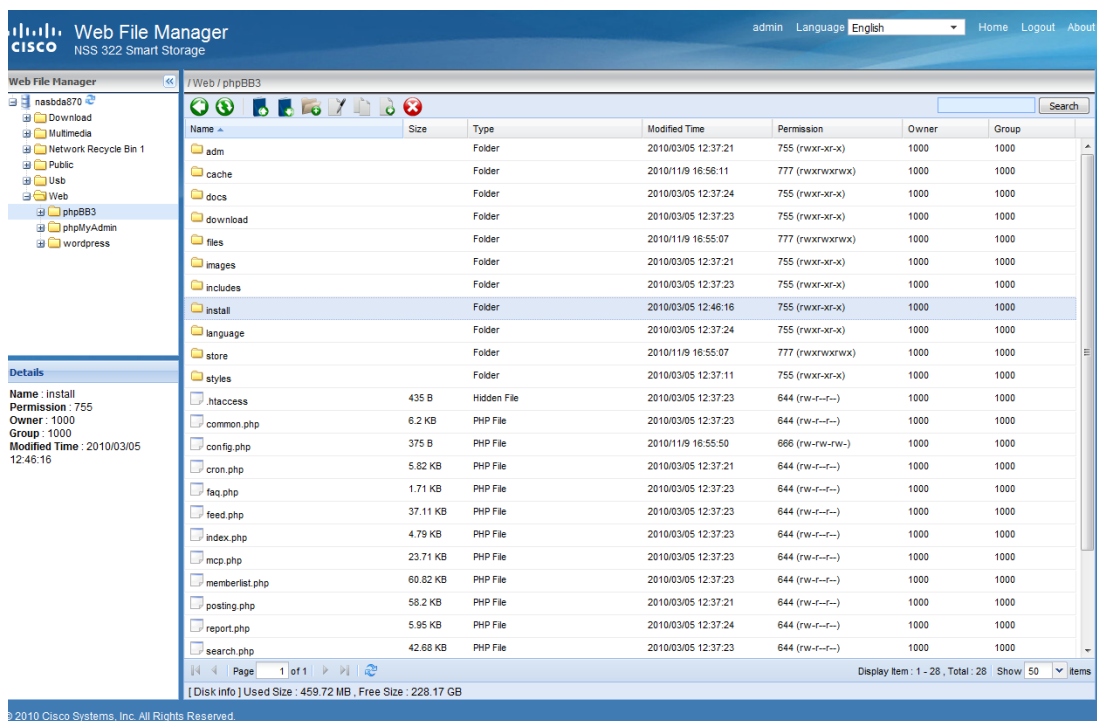 cisco Web File Manager
NSS 322 Smart Storage
admin Language English Home Logout About
Web File Manager
nasbda870
Download
Multimedia
Network Recycle Bin 1
Public
Usb
Web
phpBB3
phpMyAdmin
wordpress
Details
Name : install
Permission : 755
Owner : 1000
Group : 1000
Modified Time : 2010/03/05
12:46:16
/ Web / phpBB3
Search
Name Size Type Modified Time Permission Owner Group
adm Folder 2010/03/05 12:37:21 755 (rwxr-xr-x) 1000 1000
cache Folder 2010/11/9 16:56:11 777 (rwxrwxrwx) 1000 1000
docs Folder 2010/03/05 12:37:24 755 (rwxr-xr-x) 1000 1000
download Folder 2010/03/05 12:37:23 755 (rwxr-xr-x) 1000 1000
files Folder 2010/11/9 16:55:07 777 (rwxrwxrwx) 1000 1000
images Folder 2010/03/05 12:37:21 755 (rwxr-xr-x) 1000 1000
includes Folder 2010/03/05 12:37:23 755 (rwxr-xr-x) 1000 1000
install Folder 2010/03/05 12:46:16 755 (rwxr-xr-x) 1000 1000
language Folder 2010/03/05 12:37:24 755 (rwxr-xr-x) 1000 1000
store Folder 2010/11/9 16:55:07 777 (rwxrwxrwx) 1000 1000
styles Folder 2010/03/05 12:37:11 755 (rwxr-xr-x) 1000 1000
.htaccess 435 B Hidden File 2010/03/05 12:37:23 644 (rw-r--r--) 1000 1000
common.php 6.2 KB PHP File 2010/03/05 12:37:23 644 (rw-r--r--) 1000 1000
config.php 375 B PHP File 2010/11/9 16:55:50 666 (rw-rw-rw-) 1000 1000
cron.php 5.82 KB PHP File 2010/03/05 12:37:21 644 (rw-r--r--) 1000 1000
faq.php 1.71 KB PHP File 2010/03/05 12:37:23 644 (rw-r--r--) 1000 1000
feed.php 37.11 KB PHP File 2010/03/05 12:37:23 644 (rw-r--r--) 1000 1000
index.php 4.79 KB PHP File 2010/03/05 12:37:23 644 (rw-r--r--) 1000 1000
mcp.php 23.71 KB PHP File 2010/03/05 12:37:23 644 (rw-r--r--) 1000 1000
memberlist.php 60.82 KB PHP File 2010/03/05 12:37:23 644 (rw-r--r--) 1000 1000
posting.php 58.2 KB PHP File 2010/03/05 12:37:21 644 (rw-r--r--) 1000 1000
report.php 5.95 KB PHP File 2010/03/05 12:37:24 644 (rw-r--r--) 1000 1000
search.php 42.68 KB PHP File 2010/03/05 12:37:23 644 (rw-r--r--) 1000 1000
Page 1 of 1 Display Item : 1 - 28 , Total : 28 Show 50 items
[ Disk info ] Used Size : 459.72 MB , Free Size : 228.17 GB
© 2010 Cisco Systems, Inc. All Rights Reserved.